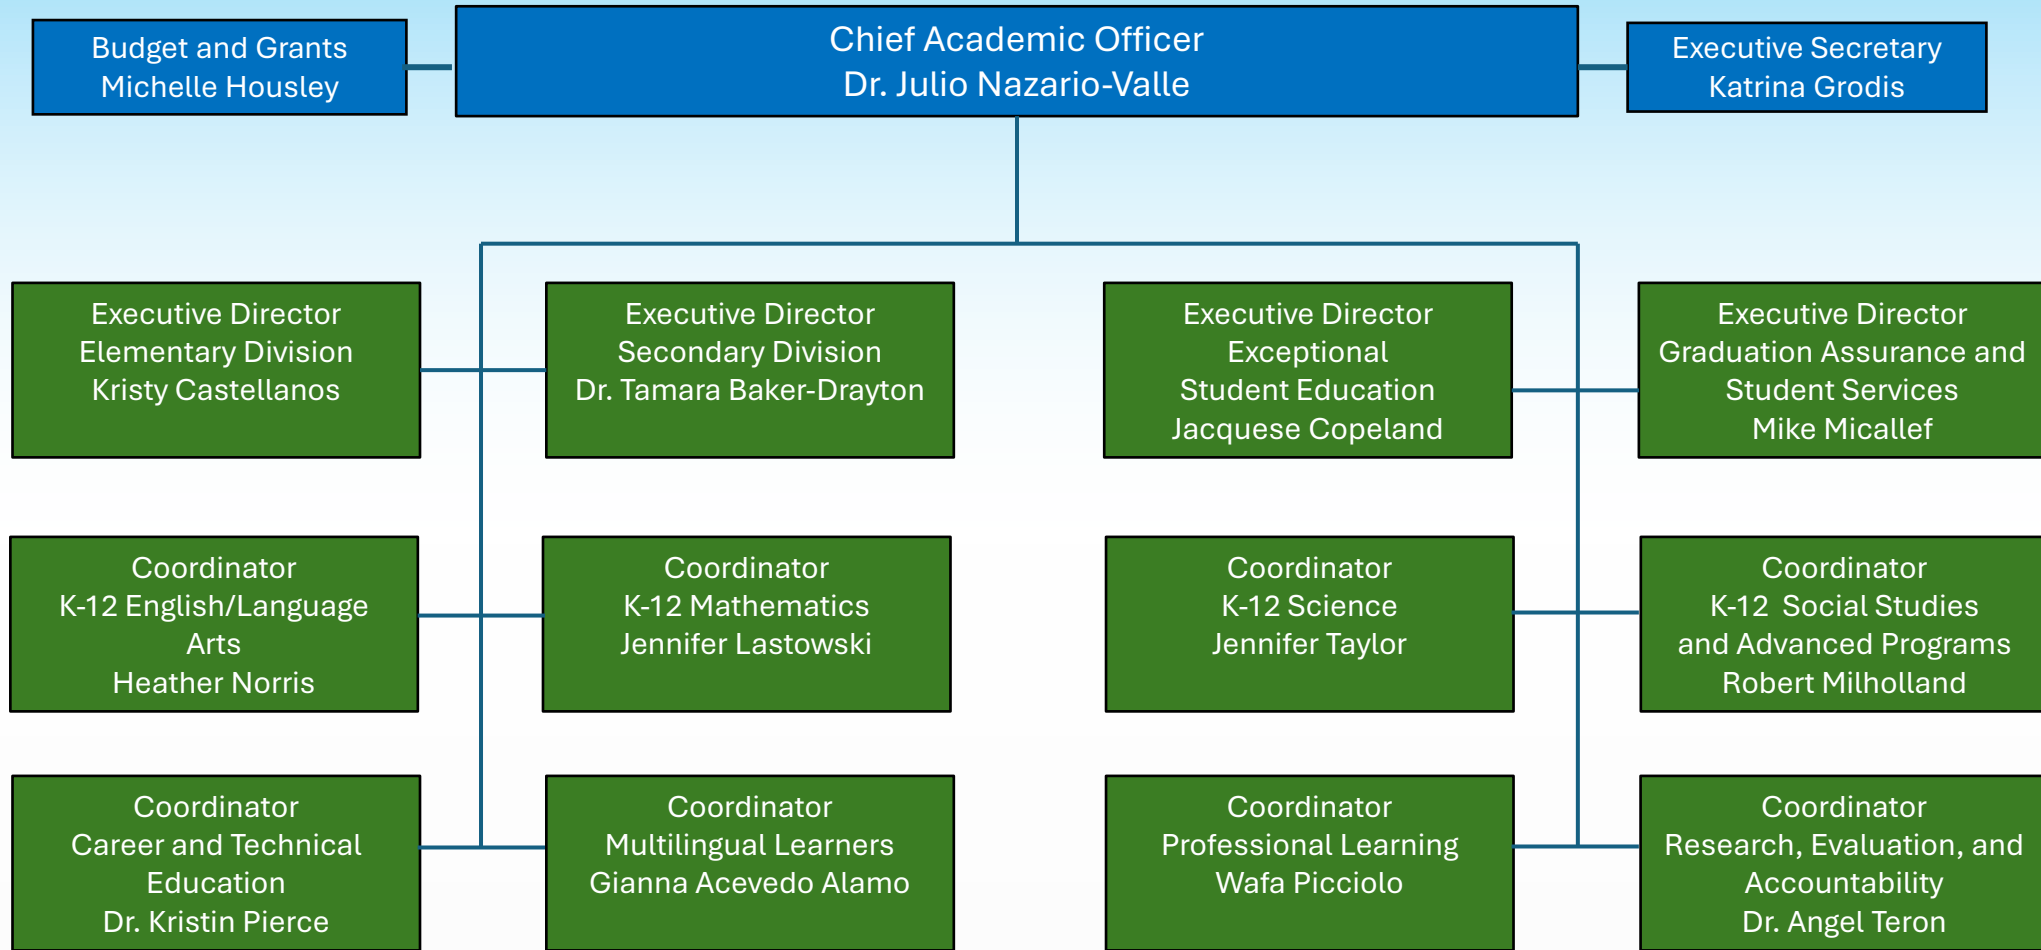 Budget and Grants
Michelle Housley
Chief Academic Officer
Dr. Julio Nazario-Valle
Executive Secretary
Katrina Grodis
Executive Director
Elementary Division
Kristy Castellanos
Executive Director
Secondary Division
Dr. Tamara Baker-Drayton
Executive Director
Exceptional
Student Education
Jacquese Copeland
Executive Director
Graduation Assurance and
Student Services
Mike Micallef
Coordinator
K-12 English/Language
Arts
Heather Norris
Coordinator
K-12 Mathematics
Jennifer Lastowski
Coordinator
K-12 Science
Jennifer Taylor
Coordinator
K-12 Social Studies
and Advanced Programs
Robert Milholland
Coordinator
Career and Technical
Education
Dr. Kristin Pierce
Coordinator
Multilingual Learners
Gianna Acevedo Alamo
Coordinator
Professional Learning
Wafa Picciolo
Coordinator
Research, Evaluation, and
Accountability
Dr. Angel Teron